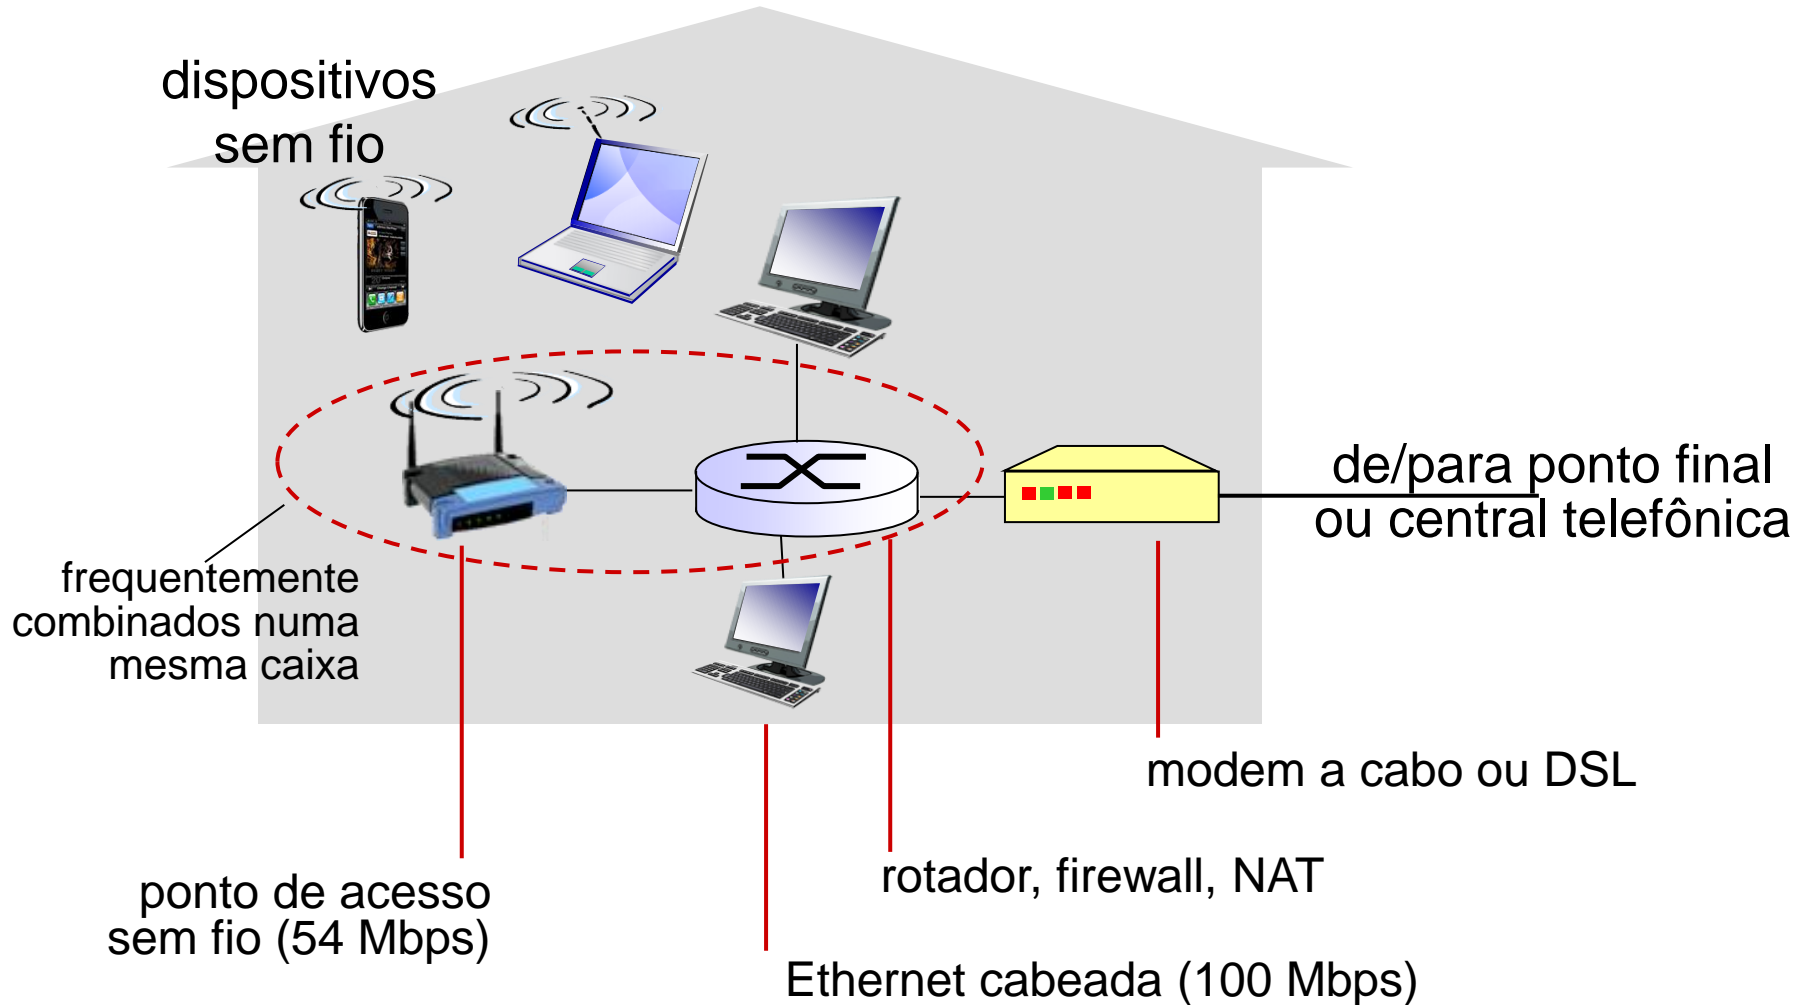 dispositivos
sem fio
de/para ponto final
ou central telefônica
frequentemente
combinados numa
mesma caixa
modem a cabo ou DSL
rotador, firewall, NAT
ponto de acesso
sem fio (54 Mbps)
Ethernet cabeada (100 Mbps)